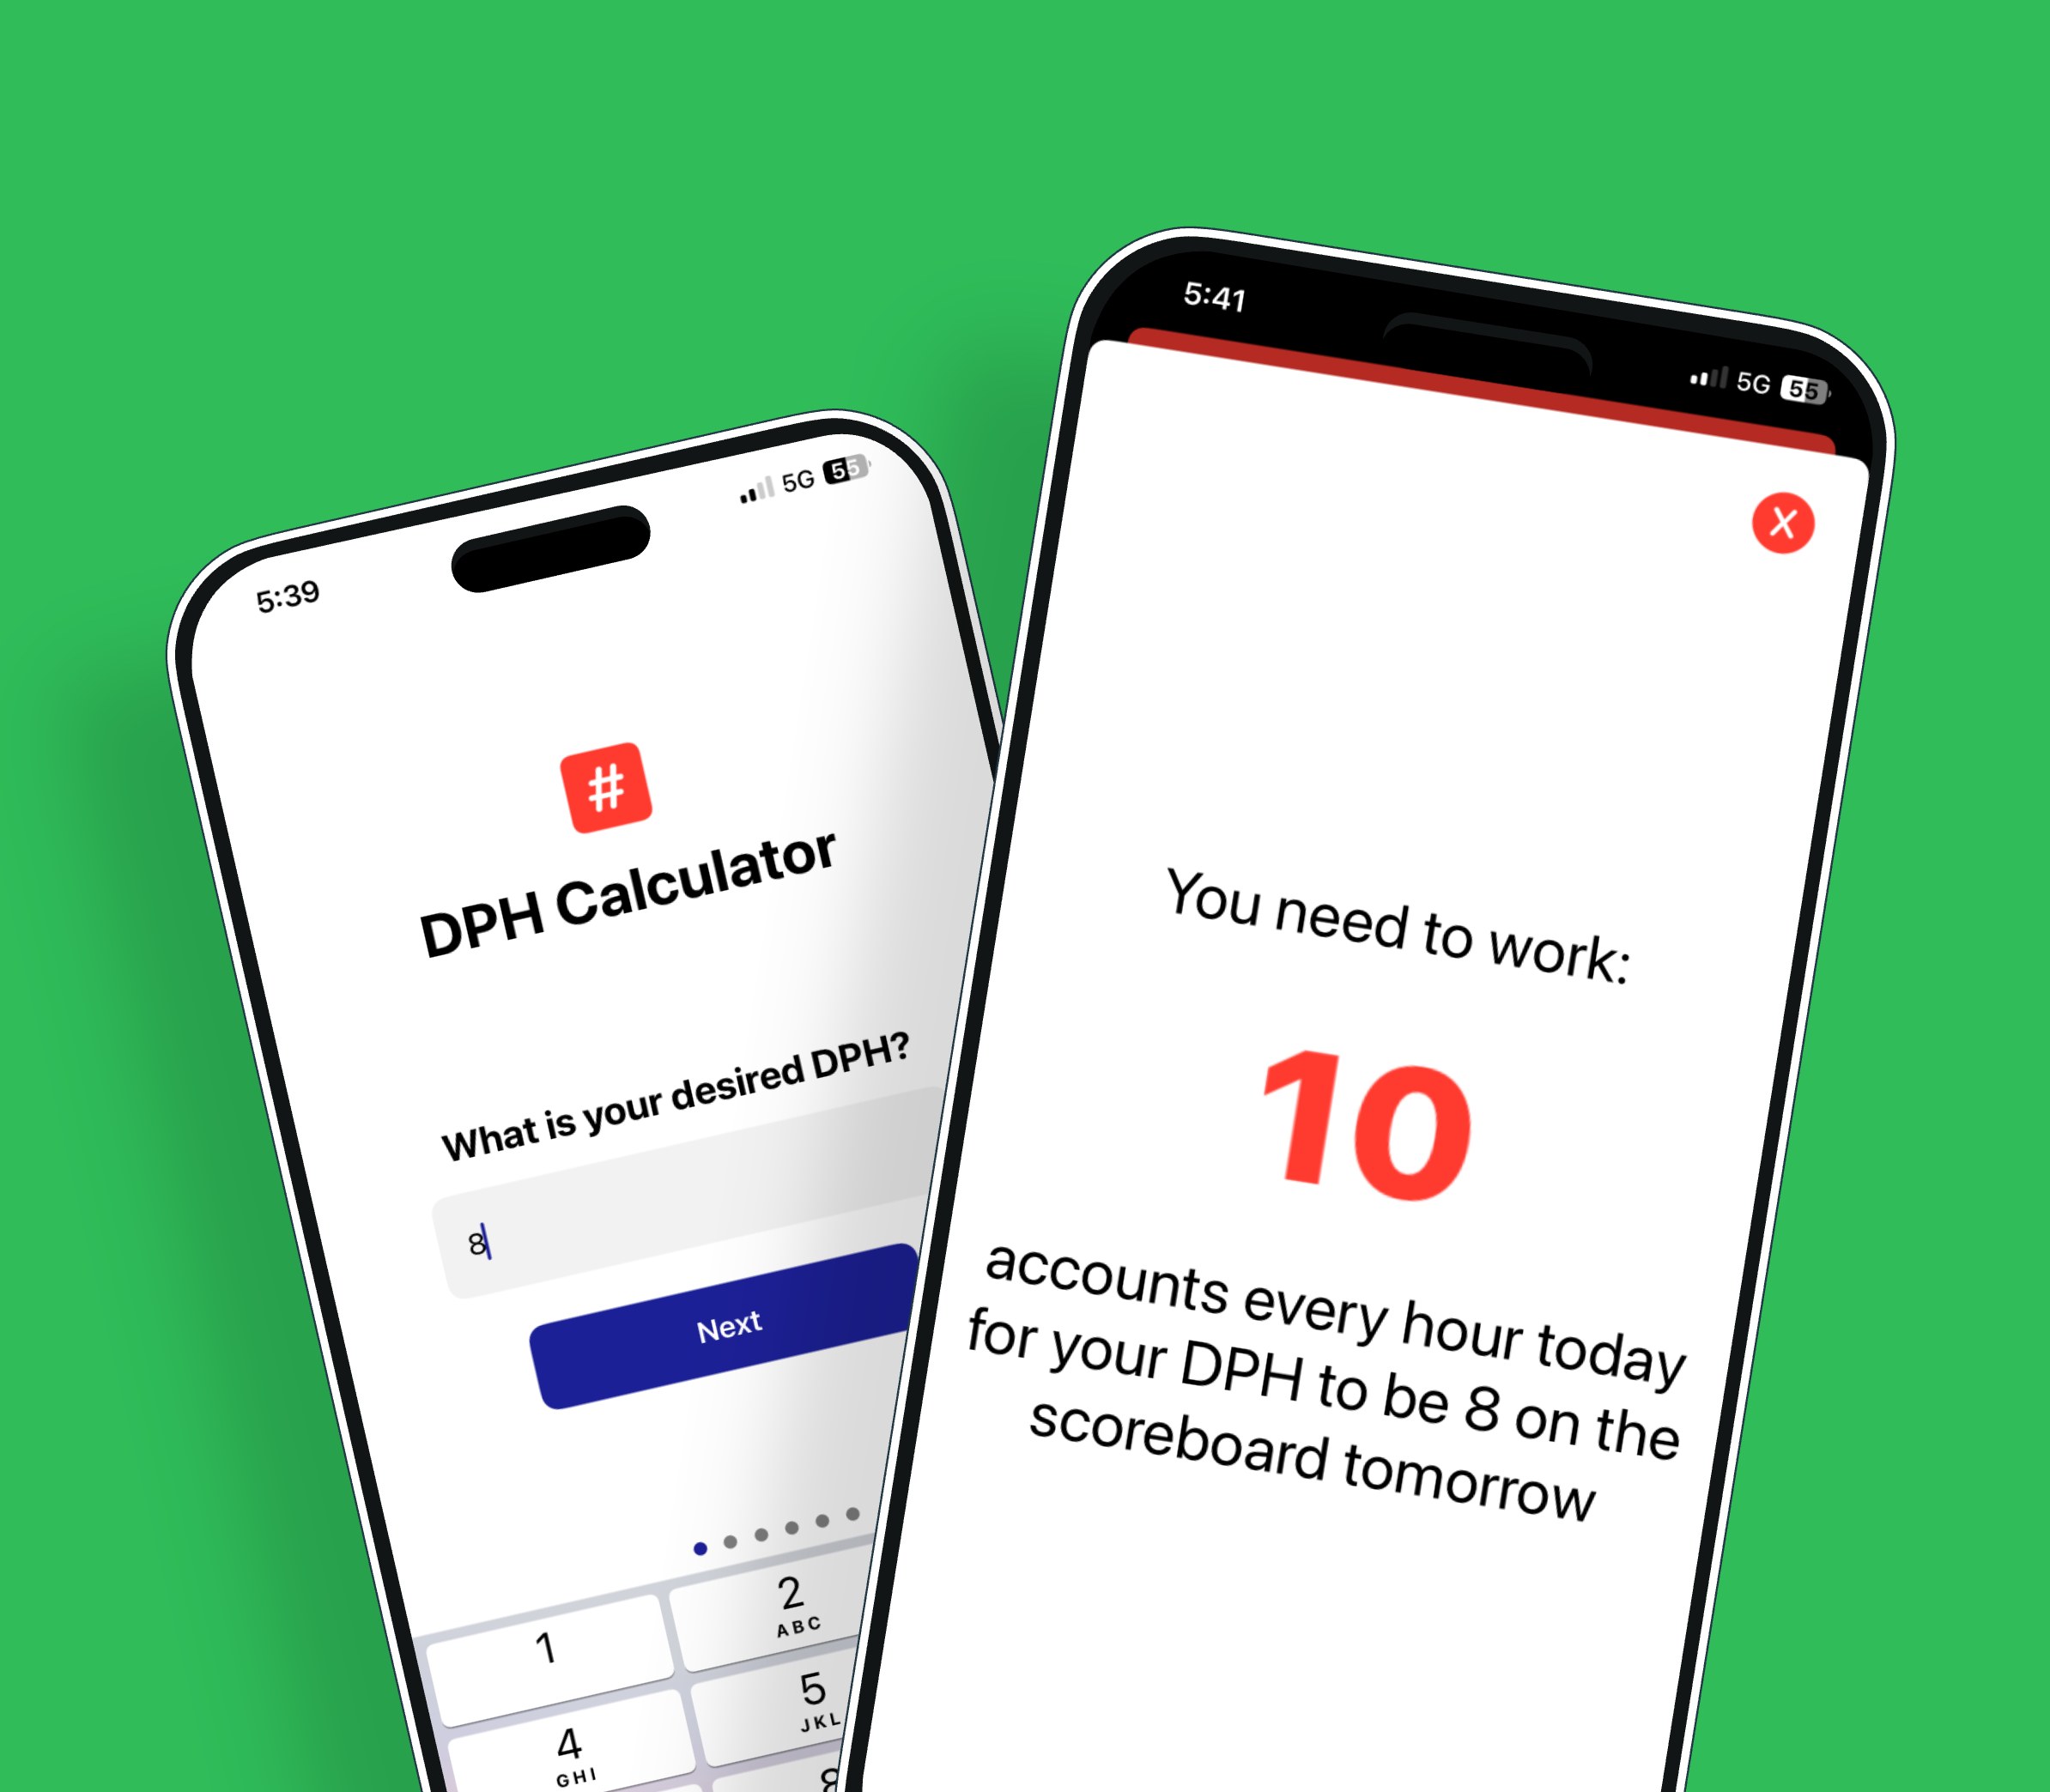 5:39
5G 55
#
DPH Calculator
What is your desired DPH?
8
Next
1
2
ABC
4
GHI
5
JKL
8
5:41
5G 55
X
You need to work:
10
accounts every hour today
for your DPH to be 8 on the
scoreboard tomorrow